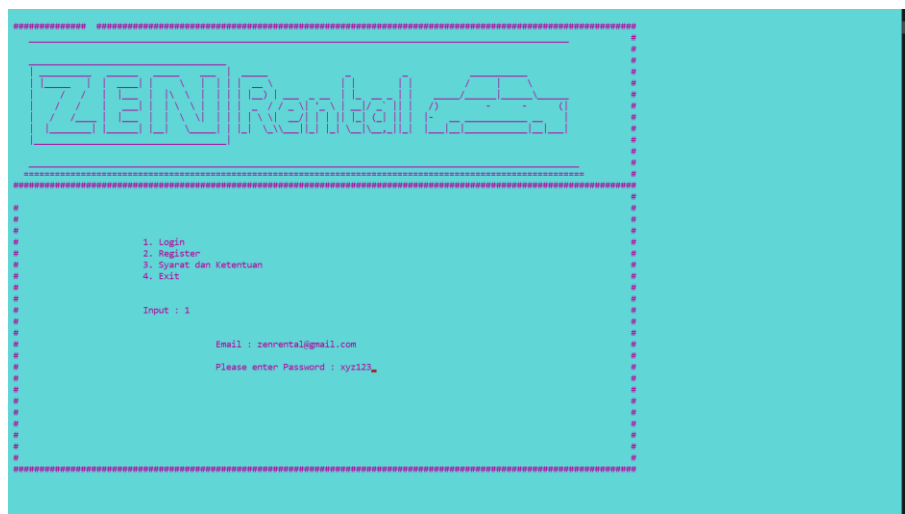 ZEN Rental
1. Login
2. Register
3. Syarat dan Ketentuan
4. Exit
Input : 1
Email : zenrental@gmail.com
Please enter Password : xyz123